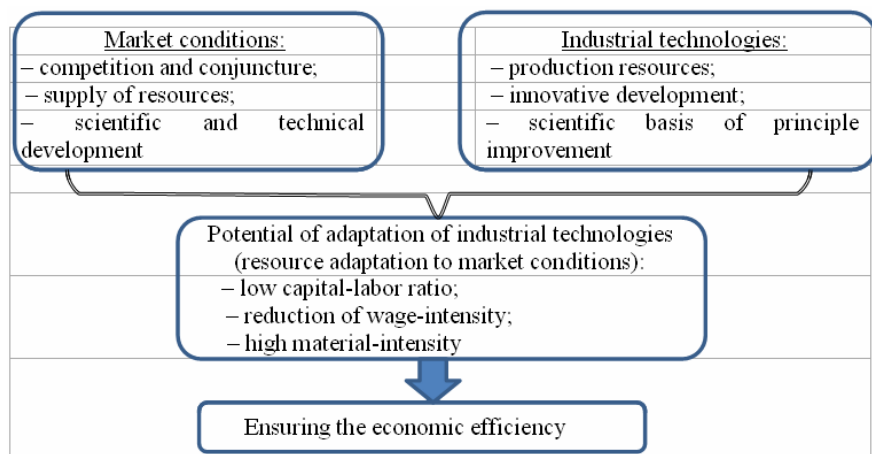 Market conditions:
– competition and conjuncture;
– supply of resources;
– scientific and technical
development
Industrial technologies:
– production resources;
– innovative development;
– scientific basis of principle
improvement
Potential of adaptation of industrial technologies
(resource adaptation to market conditions):
– low capital-labor ratio;
– reduction of wage-intensity;
– high material-intensity
Ensuring the economic efficiency